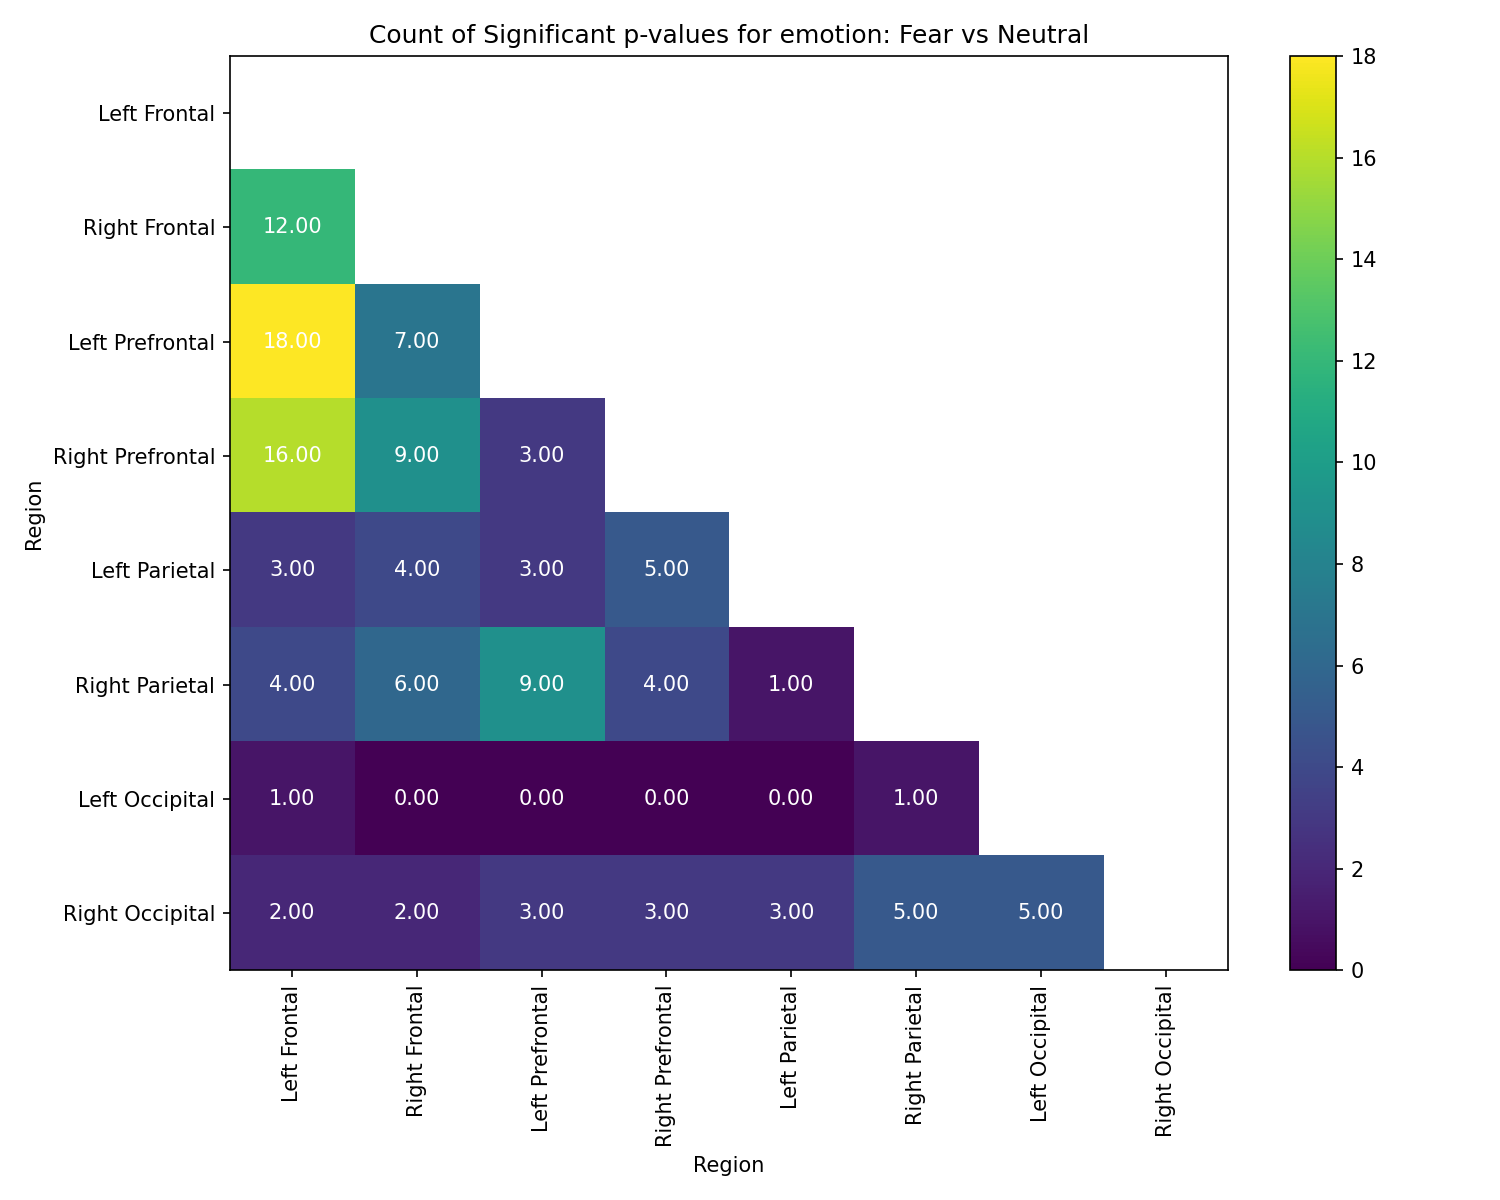 Count of Significant p-values for emotion: Fear vs Neutral
Region
Left Frontal
Right Frontal 12.00
Left Prefrontal 18.00 7.00
Right Prefrontal 16.00 9.00 3.00
Left Parietal 3.00 4.00 3.00 5.00
Right Parietal 4.00 6.00 9.00 4.00 1.00
Left Occipital 1.00 0.00 0.00 0.00 0.00 1.00
Right Occipital 2.00 2.00 3.00 3.00 3.00 5.00 5.00
Left Frontal
Right Frontal
Left Prefrontal
Right Prefrontal
Left Parietal
Right Parietal
Left Occipital
Right Occipital
Region
18
16
14
12
10
8
6
4
2
0